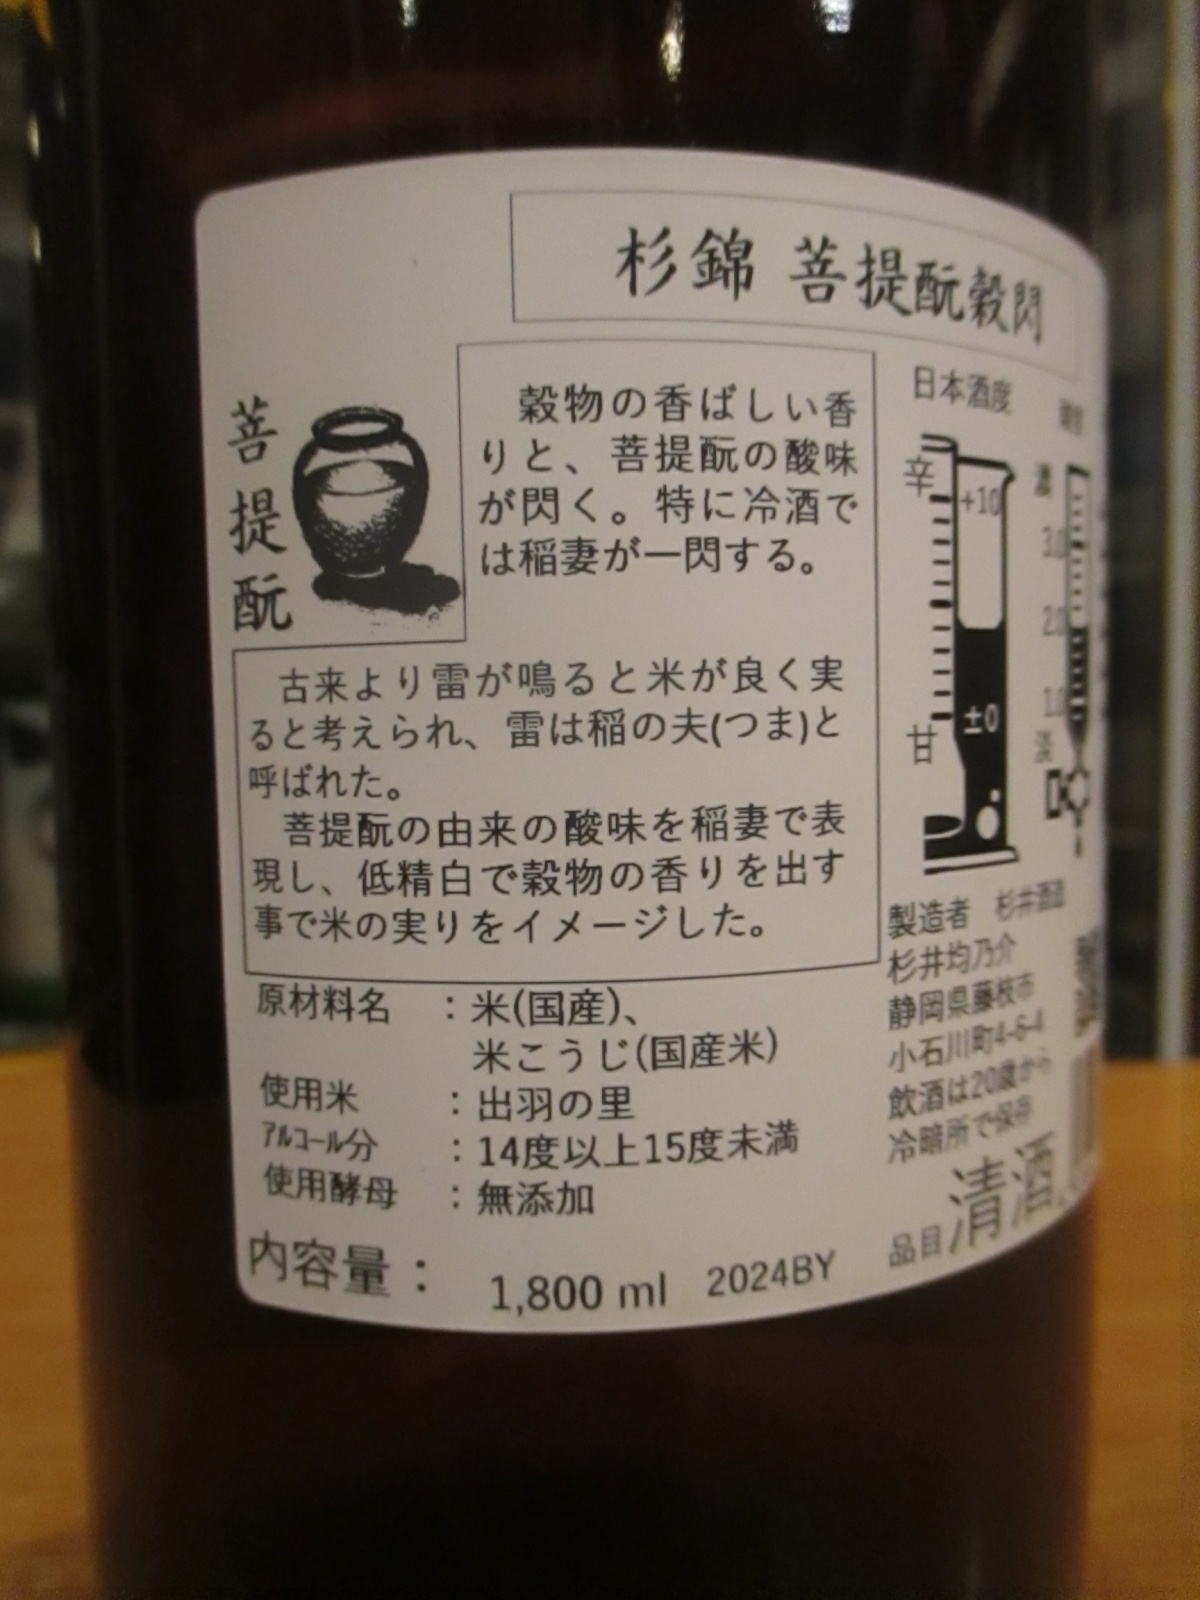 杉錦 菩提酛穀閃
菩提酛
穀物の香ばしい香
りと、菩提酛の酸味
が閃く。特に冷酒で
は稲妻が一閃する。
古来より雷が鳴ると米が良く実
ると考えられ、雷は稲の夫(つま)と
呼ばれた。
菩提酛の由来の酸味を稲妻で表
現し、低精白で穀物の香りを出す
事で米の実りをイメージした。
原材料名 : 米(国産)、
米こうじ(国産米)
使用米 : 出羽の里
アルコール分 : 14度以上15度未満
使用酵母 : 無添加
内容量: 1,800 ml 2024BY
日本酒度
辛
+10
±0
甘
濃
3.0
2.0
1.0
淡
製造者 杉井酒造
杉井均乃介
静岡県藤枝市
小石川町4-6-4
飲酒は20歳から
冷暗所で保存
品目 清酒